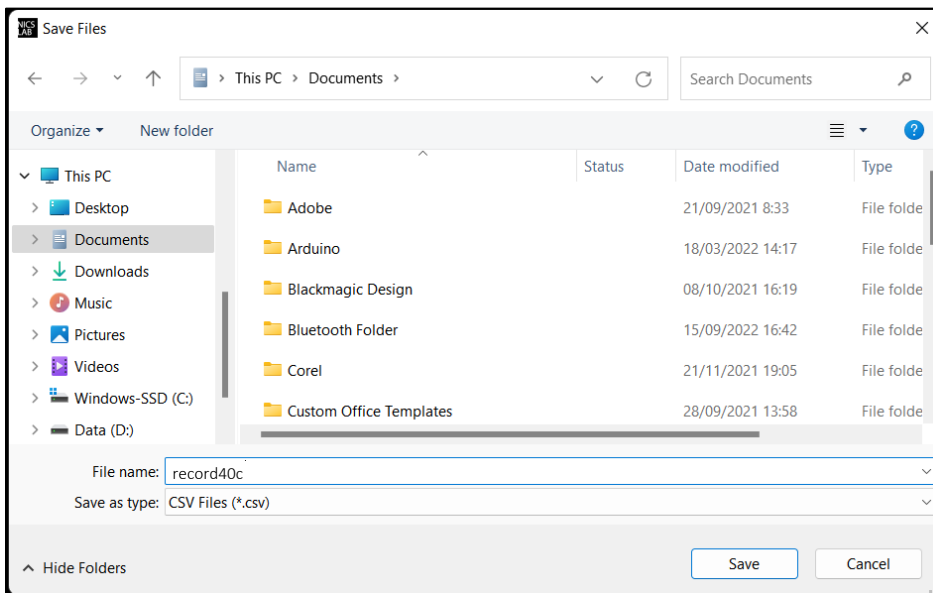 NICS
LAB
Save Files
This PC > Documents >
Search Documents
Organize
New folder
Name
Status
Date modified
Type
This PC
Desktop
Documents
Downloads
Music
Pictures
Videos
Windows-SSD (C:)
Data (D:)
Adobe 21/09/2021 8:33 File folde
Arduino 18/03/2022 14:17 File folde
Blackmagic Design 08/10/2021 16:19 File folde
Bluetooth Folder 15/09/2022 16:42 File folde
Corel 21/11/2021 19:05 File folde
Custom Office Templates 28/09/2021 13:58 File folde
File name: record40c
Save as type: CSV Files (*.csv)
Hide Folders
Save
Cancel